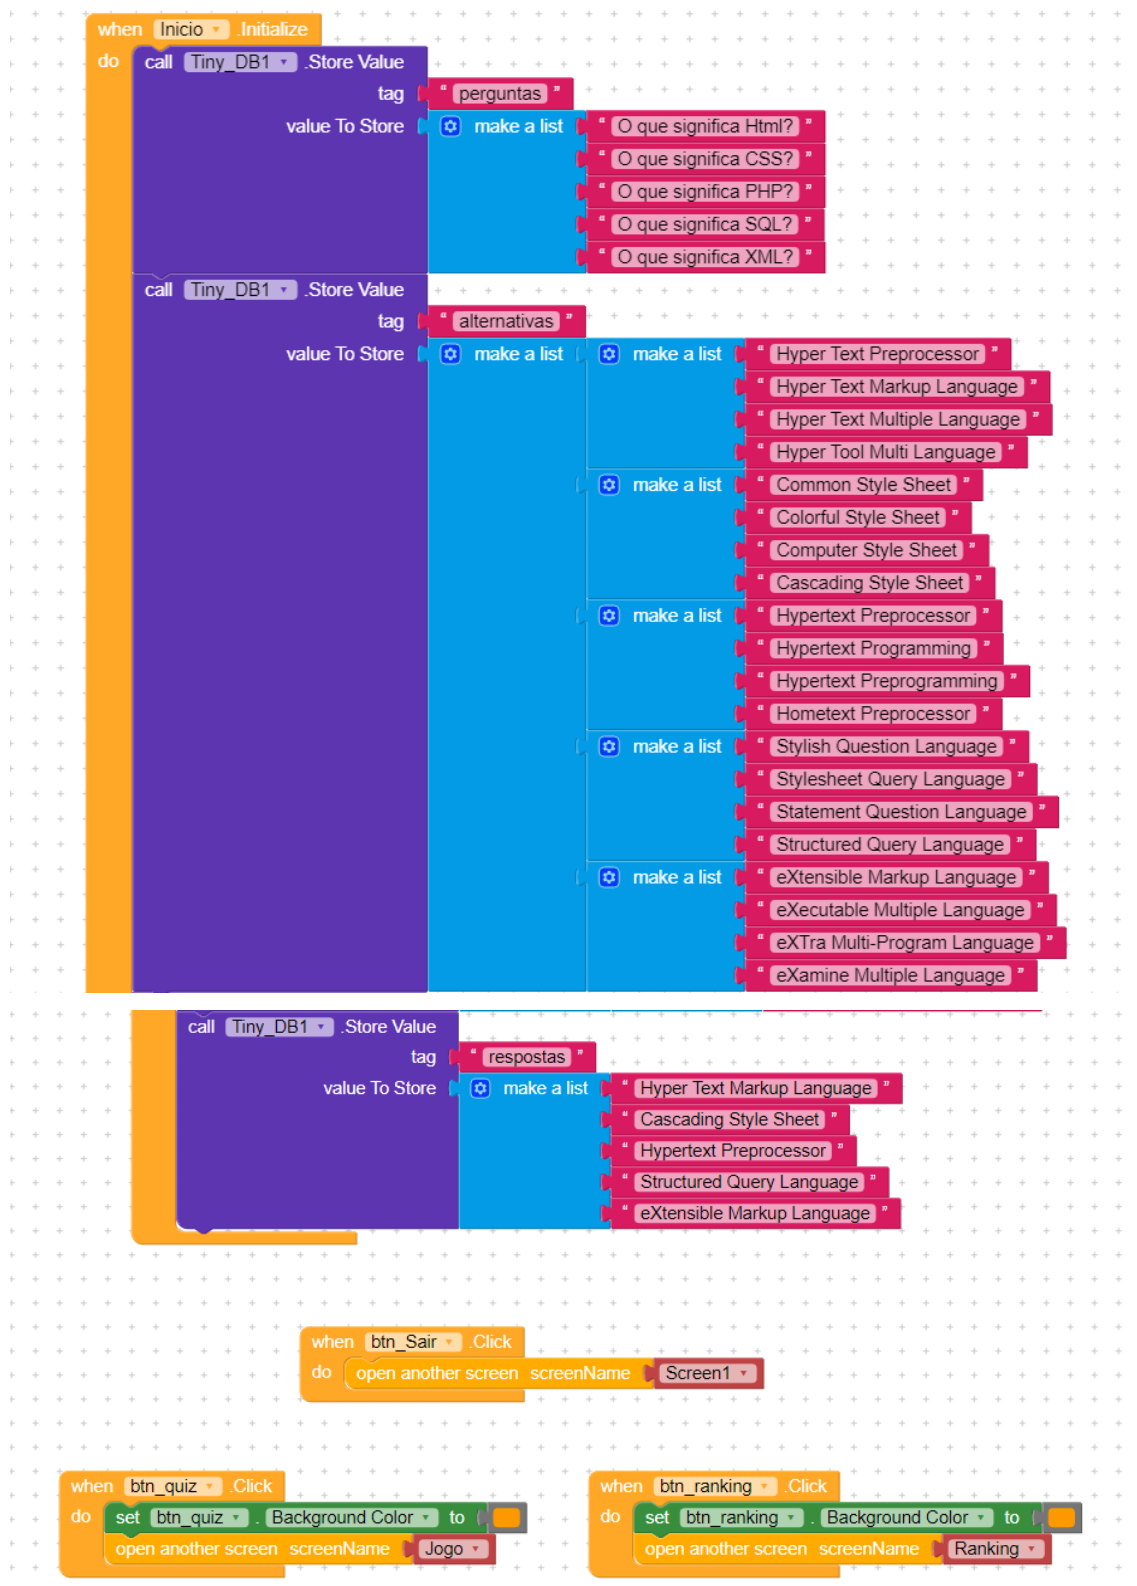 when Inicio .Initialize
do call Tiny_DB1 .Store Value
tag " perguntas "
value To Store make a list " O que significa Html? "
" O que significa CSS? "
" O que significa PHP? "
" O que significa SQL? "
" O que significa XML? "
call Tiny_DB1 .Store Value
tag " alternativas "
value To Store make a list make a list " Hyper Text Preprocessor "
" Hyper Text Markup Language "
" Hyper Text Multiple Language "
" Hyper Tool Multi Language "
make a list " Common Style Sheet "
" Colorful Style Sheet "
" Computer Style Sheet "
" Cascading Style Sheet "
make a list " Hypertext Preprocessor "
" Hypertext Programming "
" Hypertext Preprogramming "
" Hometext Preprocessor "
make a list " Stylish Question Language "
" Stylesheet Query Language "
" Statement Question Language "
" Structured Query Language "
make a list " eXtensible Markup Language "
" eXecutable Multiple Language "
" eXTra Multi-Program Language "
" eXamine Multiple Language "
call Tiny_DB1 .Store Value
tag " respostas "
value To Store make a list " Hyper Text Markup Language "
" Cascading Style Sheet "
" Hypertext Preprocessor "
" Structured Query Language "
" eXtensible Markup Language "
when btn_Sair .Click
do open another screen screenName Screen1
when btn_quiz .Click
do set btn_quiz . Background Color to
open another screen screenName Jogo
when btn_ranking .Click
do set btn_ranking . Background Color to
open another screen screenName Ranking